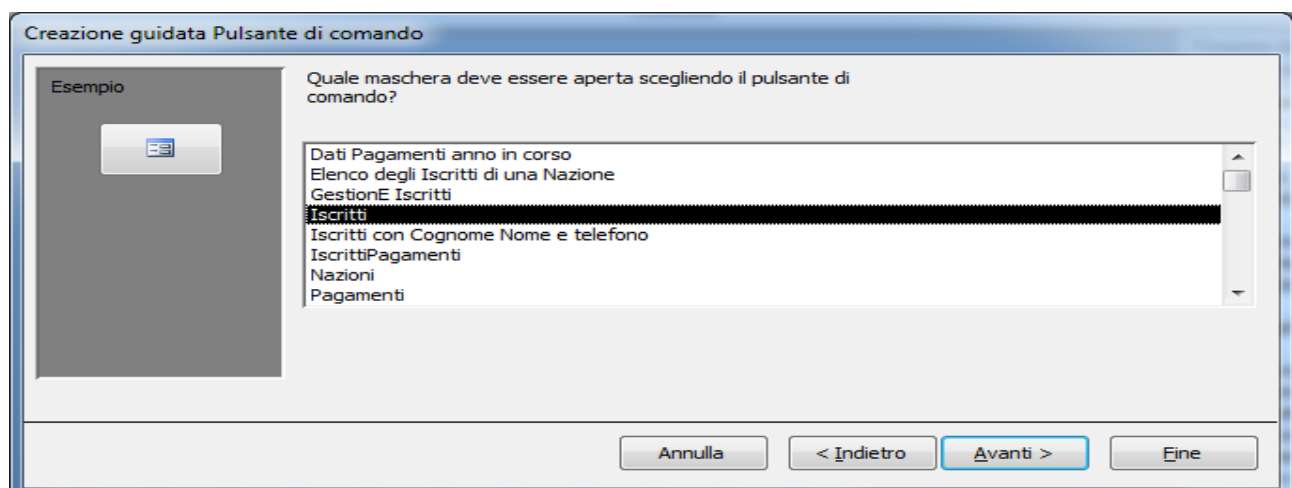 Creazione guidata Pulsante di comando
Esempio
Quale maschera deve essere aperta scegliendo il pulsante di
comando?
Dati Pagamenti anno in corso
Elenco degli Iscritti di una Nazione
GestionE Iscritti
Iscritti
Iscritti con Cognome Nome e telefono
IscrittiPagamenti
Nazioni
Pagamenti
Annulla
< Indietro
Avanti >
Fine